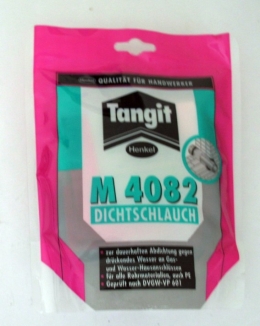 QUALITÄT FÜR HANDWERKER
Tangit
Henkel
M 4082
DICHTSCHLAUCH
• zur dauerhaften Abdichtung gegen
drückendes Wasser an Gas-
und Wasser-Hausanschlüssen
• für alle Rohrmaterialien, auch PE
• Geprüft nach DVGW-VP 601